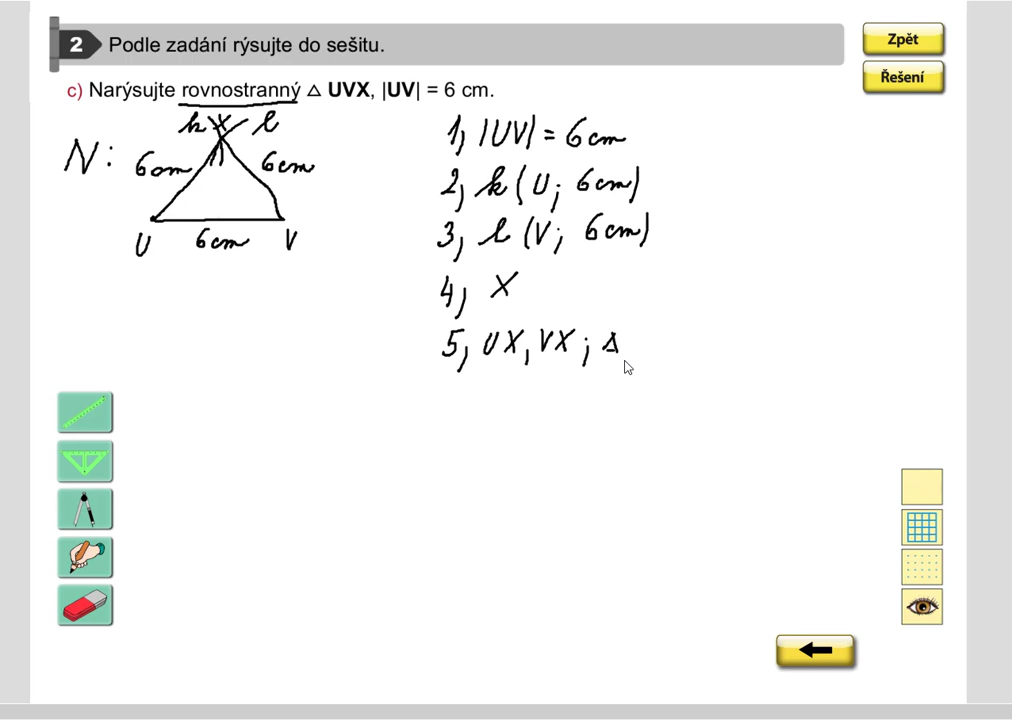 2 Podle zadání rýsujte do sešitu.
Zpět
Řešení
c) Narýsujte rovnostranný △ UVX, |UV| = 6 cm.
N:
k X l
6cm 6cm
U 6cm V
1, |UV| = 6cm
2, k (U; 6cm)
3, l (V; 6cm)
4, X
5, UX, VX; △